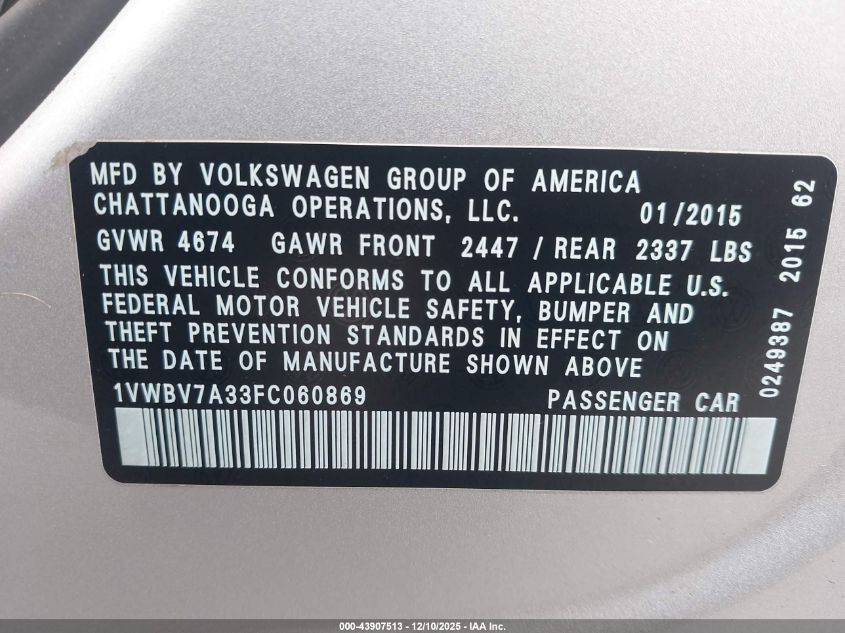 MFD BY VOLKSWAGEN GROUP OF AMERICA
CHATTANOOGA OPERATIONS, LLC. 01/2015
GVWR 4674 GAWR FRONT 2447 / REAR 2337 LBS
THIS VEHICLE CONFORMS TO ALL APPLICABLE U.S.
FEDERAL MOTOR VEHICLE SAFETY, BUMPER AND
THEFT PREVENTION STANDARDS IN EFFECT ON
THE DATE OF MANUFACTURE SHOWN ABOVE
1VWBV7A33FC060869 PASSENGER CAR
0249387 2015 62
000-43907513 - 12/10/2025 - IAA Inc.